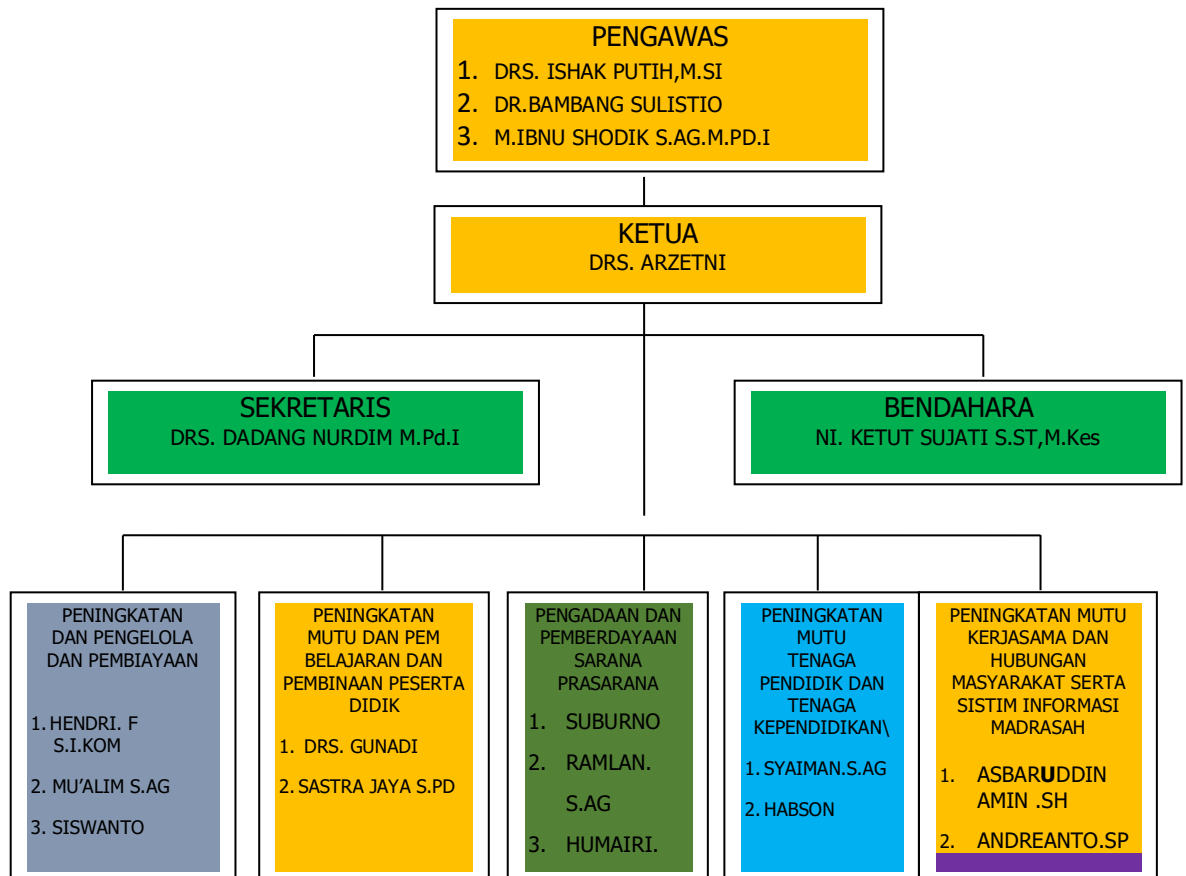 PENGAWAS
1. DRS. ISHAK PUTIH,M.SI
2. DR.BAMBANG SULISTIO
3. M.IBNU SHODIK S.AG.M.PD.I
KETUA
DRS. ARZETNI
SEKRETARIS
DRS. DADANG NURDIM M.Pd.I
BENDAHARA
NI. KETUT SUJATI S.ST,M.Kes
PENINGKATAN
DAN PENGELOLA
DAN PEMBIAYAAN
1. HENDRI. F
S.I.KOM
2. MU’ALIM S.AG
3. SISWANTO
PENINGKATAN
MUTU DAN PEM
BELAJARAN DAN
PEMBINAAN PESERTA
DIDIK
1. DRS. GUNADI
2. SASTRA JAYA S.PD
PENGADAAN DAN
PEMBERDAYAAN
SARANA
PRASARANA
1. SUBURNO
2. RAMLAN.
S.AG
3. HUMAIRI.
PENINGKATAN
MUTU
TENAGA
PENDIDIK DAN
TENAGA
KEPENDIDIKAN\
1. SYAIMAN.S.AG
2. HABSON
PENINGKATAN MUTU
KERJASAMA DAN
HUBUNGAN
MASYARAKAT SERTA
SISTIM INFORMASI
MADRASAH
1. ASBARUDDIN
AMIN .SH
2. ANDREANTO.SP